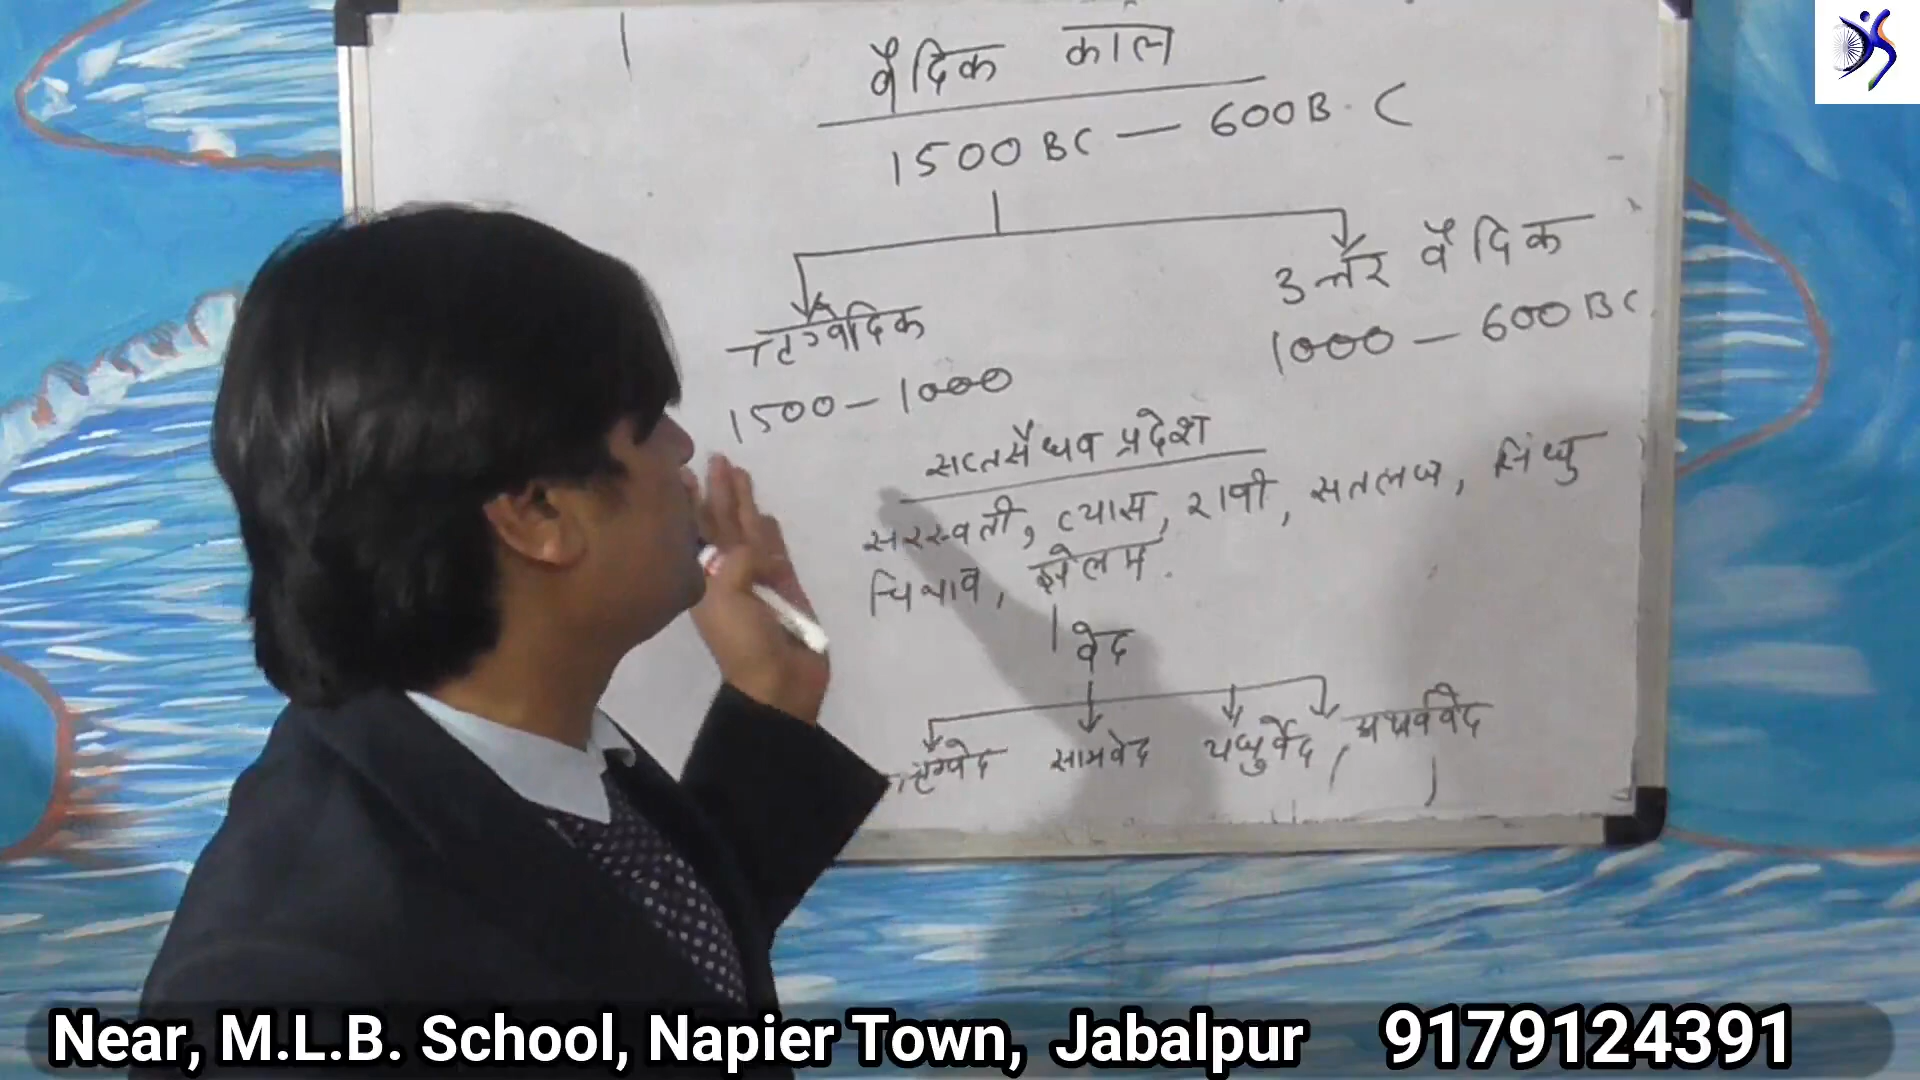 वैदिक काल
1500 BC — 600 B.C
ऋग्वैदिक
1500 — 1000
उत्तर वैदिक
1000 — 600 BC
सप्तसैंधव प्रदेश
सरस्वती, व्यास, रावी, सतलज, सिंधु
चिनाव, झेलम.
वेद
ऋग्वेद सामवेद यजुर्वेद, अथर्ववेद
Near, M.L.B. School, Napier Town, Jabalpur 9179124391